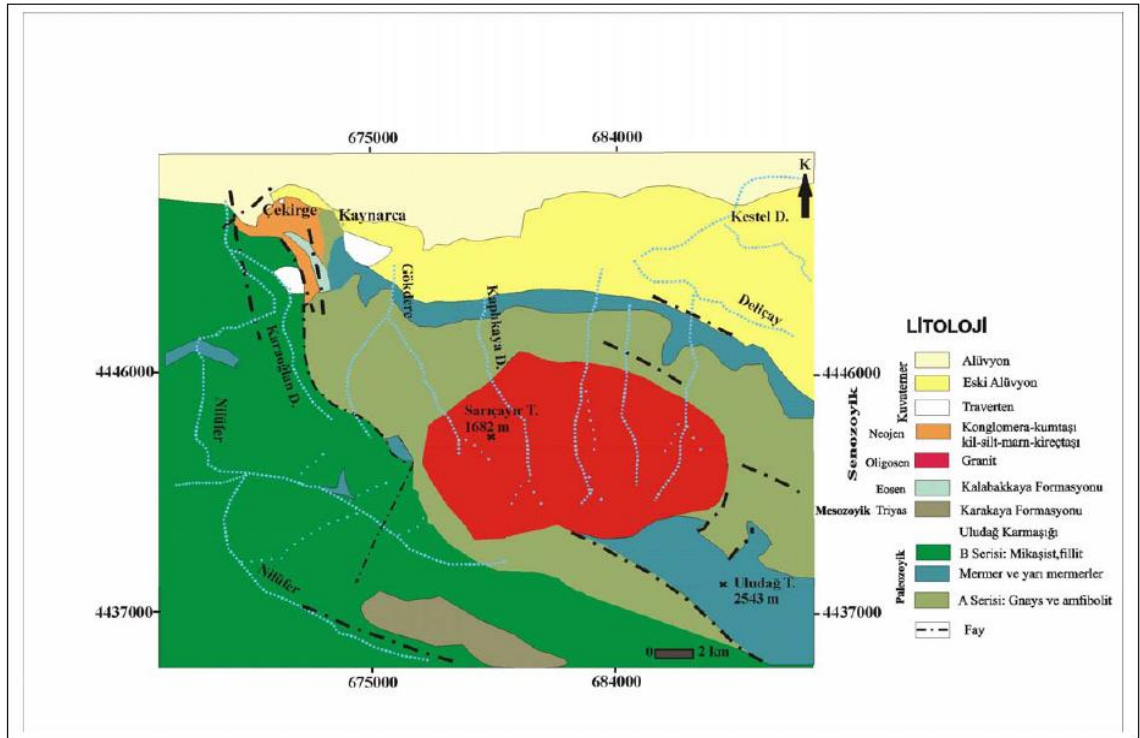 675000
684000
K
Çekirge
Kaynarca
Kestel D.
Gökdere
Kaplıkaya D.
Deliçay
Karaoğlan D.
4446000
4446000
Nilüfer
Sarıçayır T.
1682 m
Nilüfer
Uludağ T.
2543 m
4437000
4437000
0
2 km
675000
684000
LİTOLOJİ
Alüvyon
Eski Alüvyon
Traverten
Konglomera-kumtaşı
kil-silt-marn-kireçtaşı
Granit
Kalabakkaya Formasyonu
Karakaya Formasyonu
Uludağ Karmaşığı
B Serisi: Mikaşist,fillit
Mermer ve yarı mermerler
A Serisi: Gnays ve amfibolit
Fay
Kuvaterner
Neojen
Oligosen
Eosen
Senozoyik
Mesozoyik Triyas
Paleozoyik